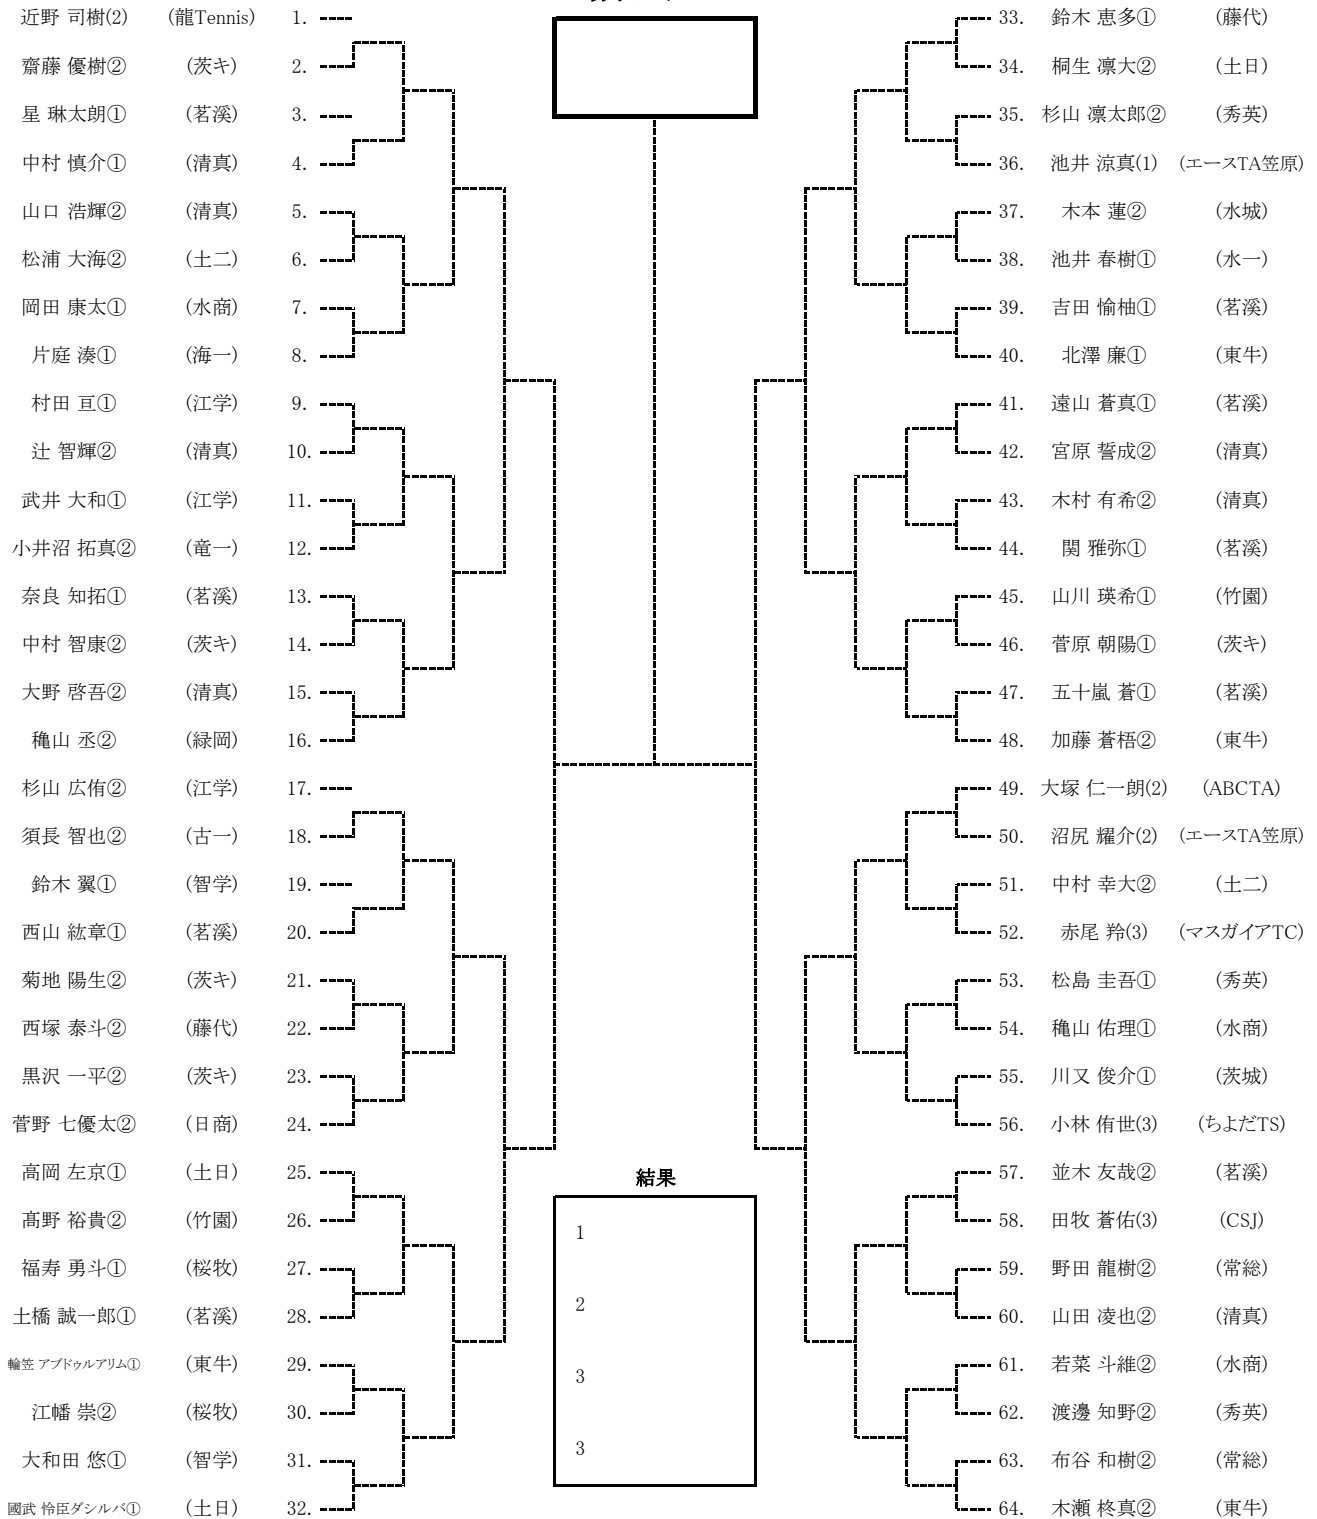 近野 司樹(2) (龍Tennis) 1.
齋藤 優樹② (茨キ) 2.
星 琳太朗① (茗溪) 3.
中村 慎介① (清真) 4.
山口 浩輝② (清真) 5.
松浦 大海② (土二) 6.
岡田 康太① (水商) 7.
片庭 湊① (海一) 8.
村田 亘① (江学) 9.
辻 智輝② (清真) 10.
武井 大和① (江学) 11.
小井沼 拓真② (竜一) 12.
奈良 知拓① (茗溪) 13.
中村 智康② (茨キ) 14.
大野 啓吾② (清真) 15.
穐山 丞② (緑岡) 16.
杉山 広侑② (江学) 17.
須長 智也② (古一) 18.
鈴木 翼① (智学) 19.
西山 紘章① (茗溪) 20.
菊地 陽生② (茨キ) 21.
西塚 泰斗② (藤代) 22.
黒沢 一平② (茨キ) 23.
菅野 七優太② (日商) 24.
高岡 左京① (土日) 25.
髙野 裕貴② (竹園) 26.
福寿 勇斗① (桜牧) 27.
土橋 誠一郎① (茗溪) 28.
輪笠 アブドゥルアリム① (東牛) 29.
江幡 崇② (桜牧) 30.
大和田 悠① (智学) 31.
國武 怜臣ダシルバ① (土日) 32.
33. 鈴木 恵多① (藤代)
34. 桐生 凛大② (土日)
35. 杉山 凛太郎② (秀英)
36. 池井 涼真(1) (エースTA笠原)
37. 木本 蓮② (水城)
38. 池井 春樹① (水一)
39. 吉田 愉柚① (茗溪)
40. 北澤 廉① (東牛)
41. 遠山 蒼真① (茗溪)
42. 宮原 誓成② (清真)
43. 木村 有希② (清真)
44. 関 雅弥① (茗溪)
45. 山川 瑛希① (竹園)
46. 菅原 朝陽① (茨キ)
47. 五十嵐 蒼① (茗溪)
48. 加藤 蒼梧② (東牛)
49. 大塚 仁一朗(2) (ABCTA)
50. 沼尻 耀介(2) (エースTA笠原)
51. 中村 幸大② (土二)
52. 赤尾 羚(3) (マスガイアTC)
53. 松島 圭吾① (秀英)
54. 穐山 佑理① (水商)
55. 川又 俊介① (茨城)
56. 小林 侑世(3) (ちよだTS)
57. 並木 友哉② (茗溪)
58. 田牧 蒼佑(3) (CSJ)
59. 野田 龍樹② (常総)
60. 山田 凌也② (清真)
61. 若菜 斗維② (水商)
62. 渡邊 知野② (秀英)
63. 布谷 和樹② (常総)
64. 木瀬 柊真② (東牛)
結果
1
2
3
3